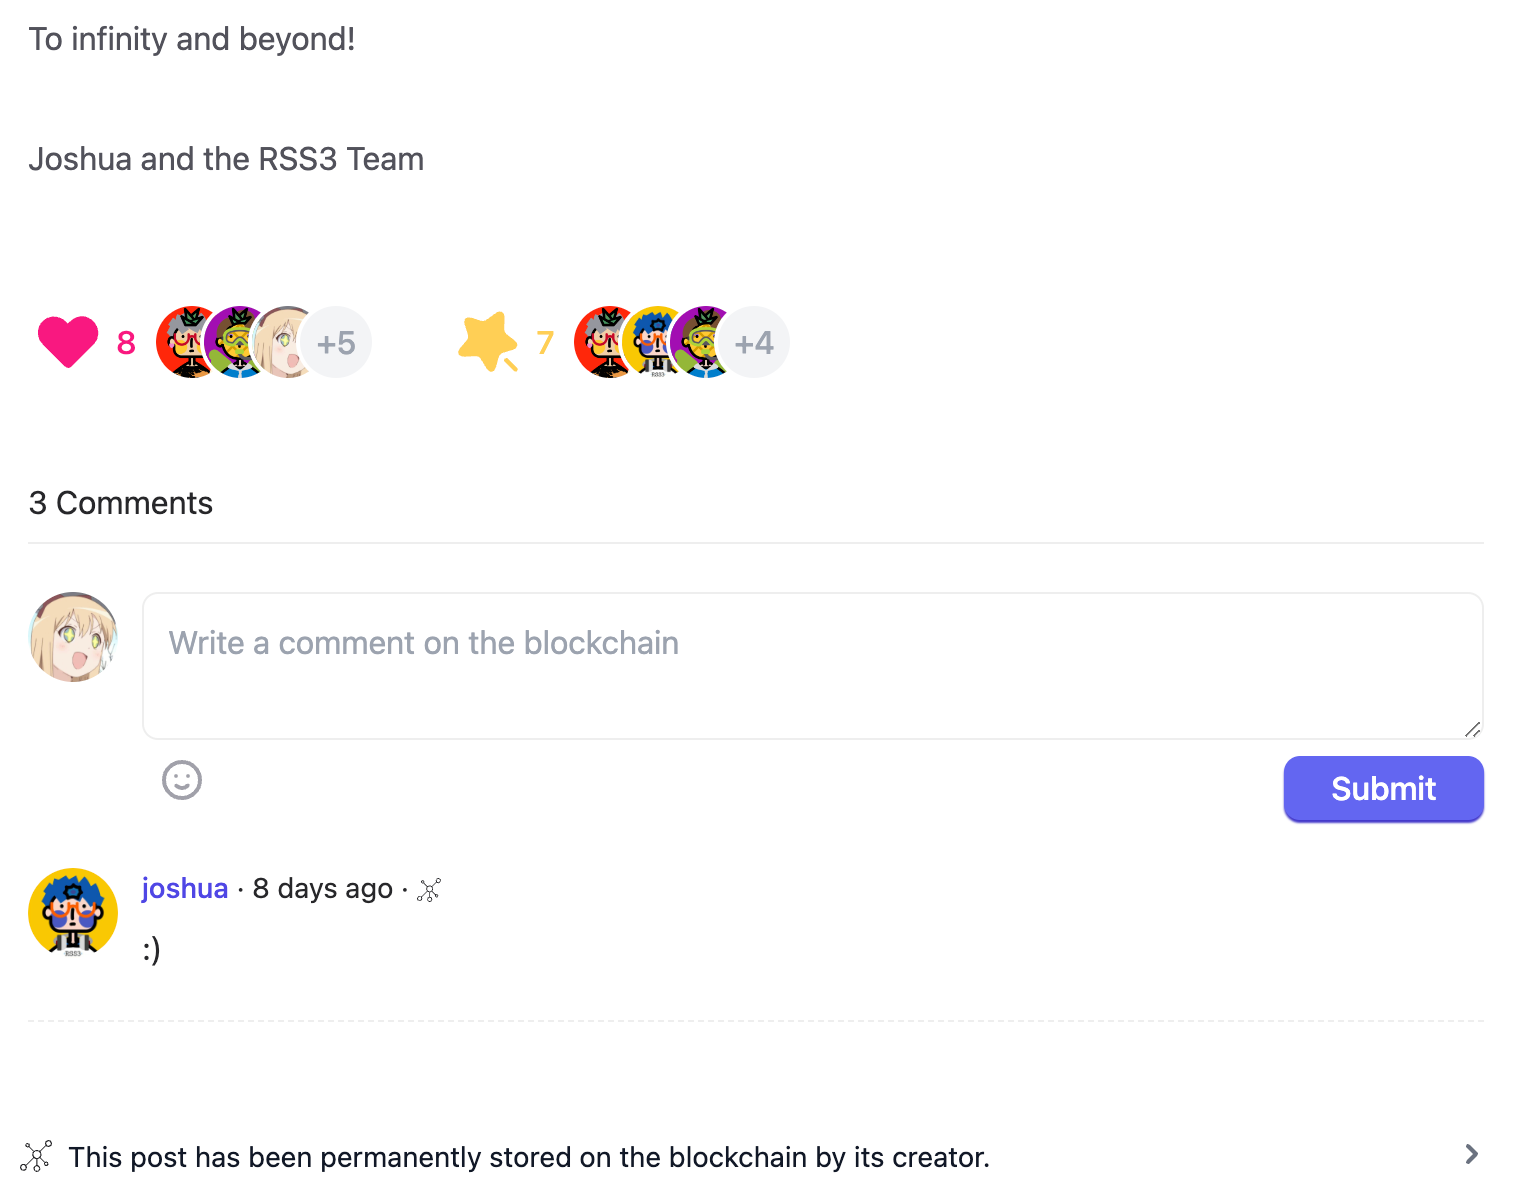 To infinity and beyond!
Joshua and the RSS3 Team
8 +5 7 +4
3 Comments
Write a comment on the blockchain
Submit
joshua · 8 days ago ·
:)
RSS3
This post has been permanently stored on the blockchain by its creator.